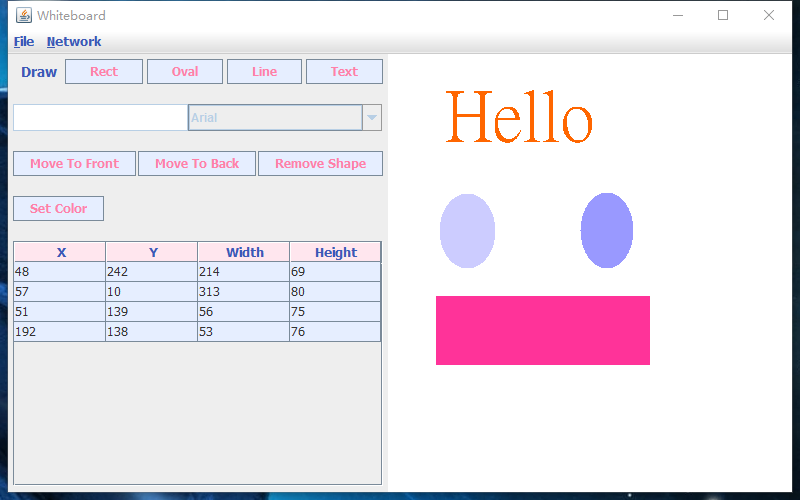 Whiteboard
File Network
Draw Rect Oval Line Text
Arial
Move To Front Move To Back Remove Shape
Set Color
X Y Width Height
48 242 214 69
57 10 313 80
51 139 56 75
192 138 53 76
Hello